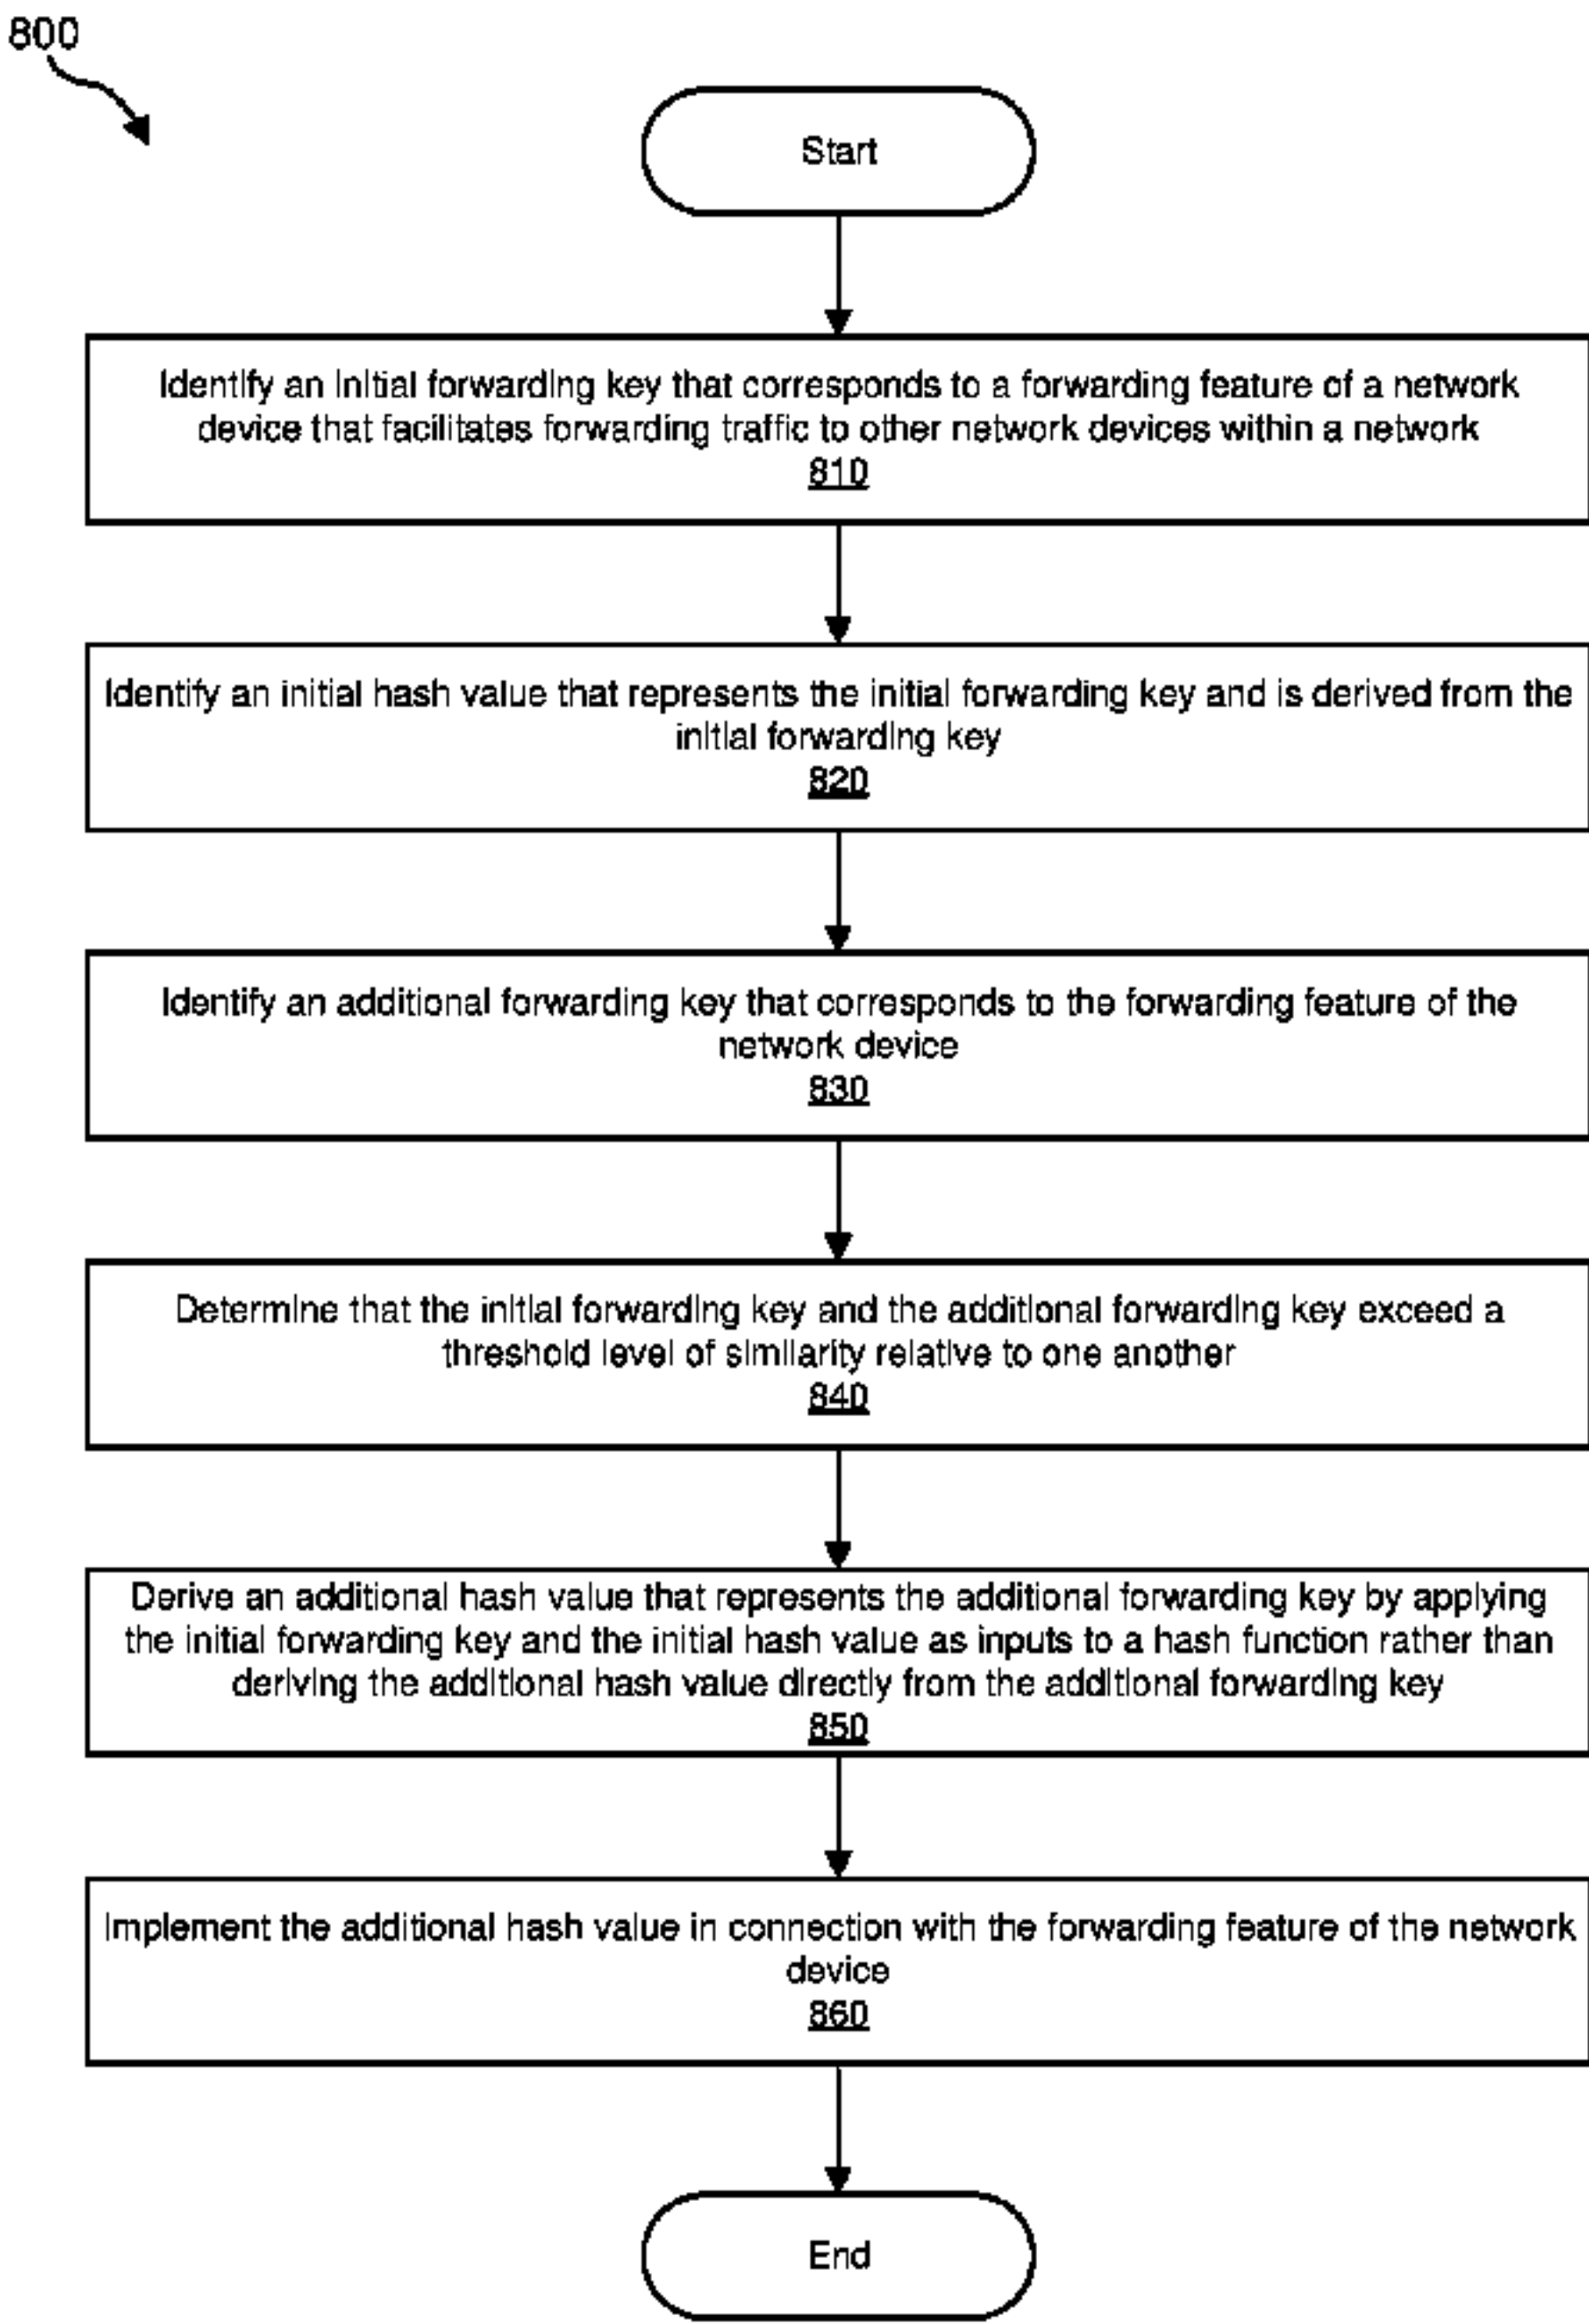 800
Start
Identify an initial forwarding key that corresponds to a forwarding feature of a network
device that facilitates forwarding traffic to other network devices within a network
810
Identify an initial hash value that represents the initial forwarding key and is derived from the
initial forwarding key
820
Identify an additional forwarding key that corresponds to the forwarding feature of the
network device
830
Determine that the initial forwarding key and the additional forwarding key exceed a
threshold level of similarity relative to one another
840
Derive an additional hash value that represents the additional forwarding key by applying
the initial forwarding key and the initial hash value as inputs to a hash function rather than
deriving the additional hash value directly from the additional forwarding key
850
Implement the additional hash value in connection with the forwarding feature of the network
device
860
End